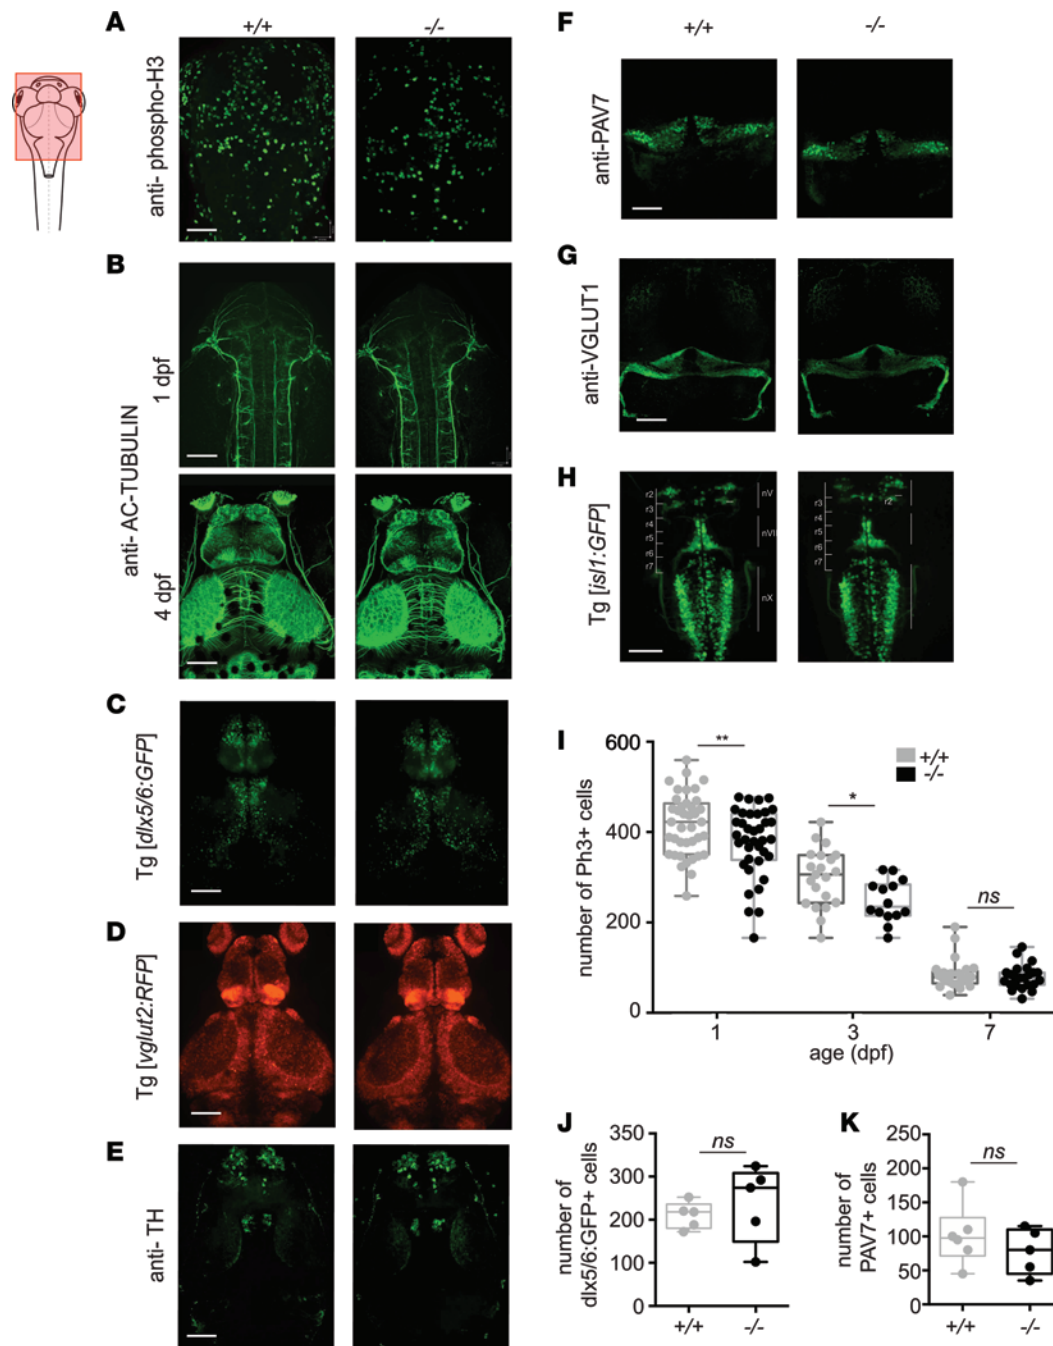 A
+/+
-/-
anti- phospho-H3
B
1 dpf
4 dpf
anti- AC-TUBULIN
C
Tg [dlx5/6:GFP]
D
Tg [vglut2:RFP]
E
anti- TH
F
+/+
-/-
anti-PAV7
G
anti-VGLUT1
H
Tg [isl1:GFP]
r2
r3
r4
r5
r6
r7
nV
nVII
nX
r3
r2
r4
r5
r6
r7
I
600
400
200
0
number of Ph3+ cells
**
*
ns
+/+
-/-
1
3
7
age (dpf)
J
350
300
200
100
0
number of
dlx5/6:GFP+ cells
ns
+/+
-/-
K
250
200
150
100
50
0
number of
PAV7+ cells
ns
+/+
-/-